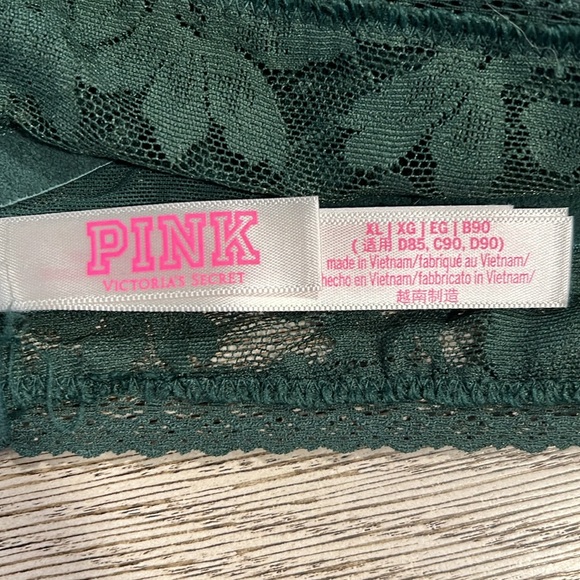 PINK
VICTORIA'S SECRET
XL | XG | EG | B90
( 适用 D85, C90, D90)
made in Vietnam/fabriqué au Vietnam/
hecho en Vietnam/fabbricato in Vietnam/
越南制造